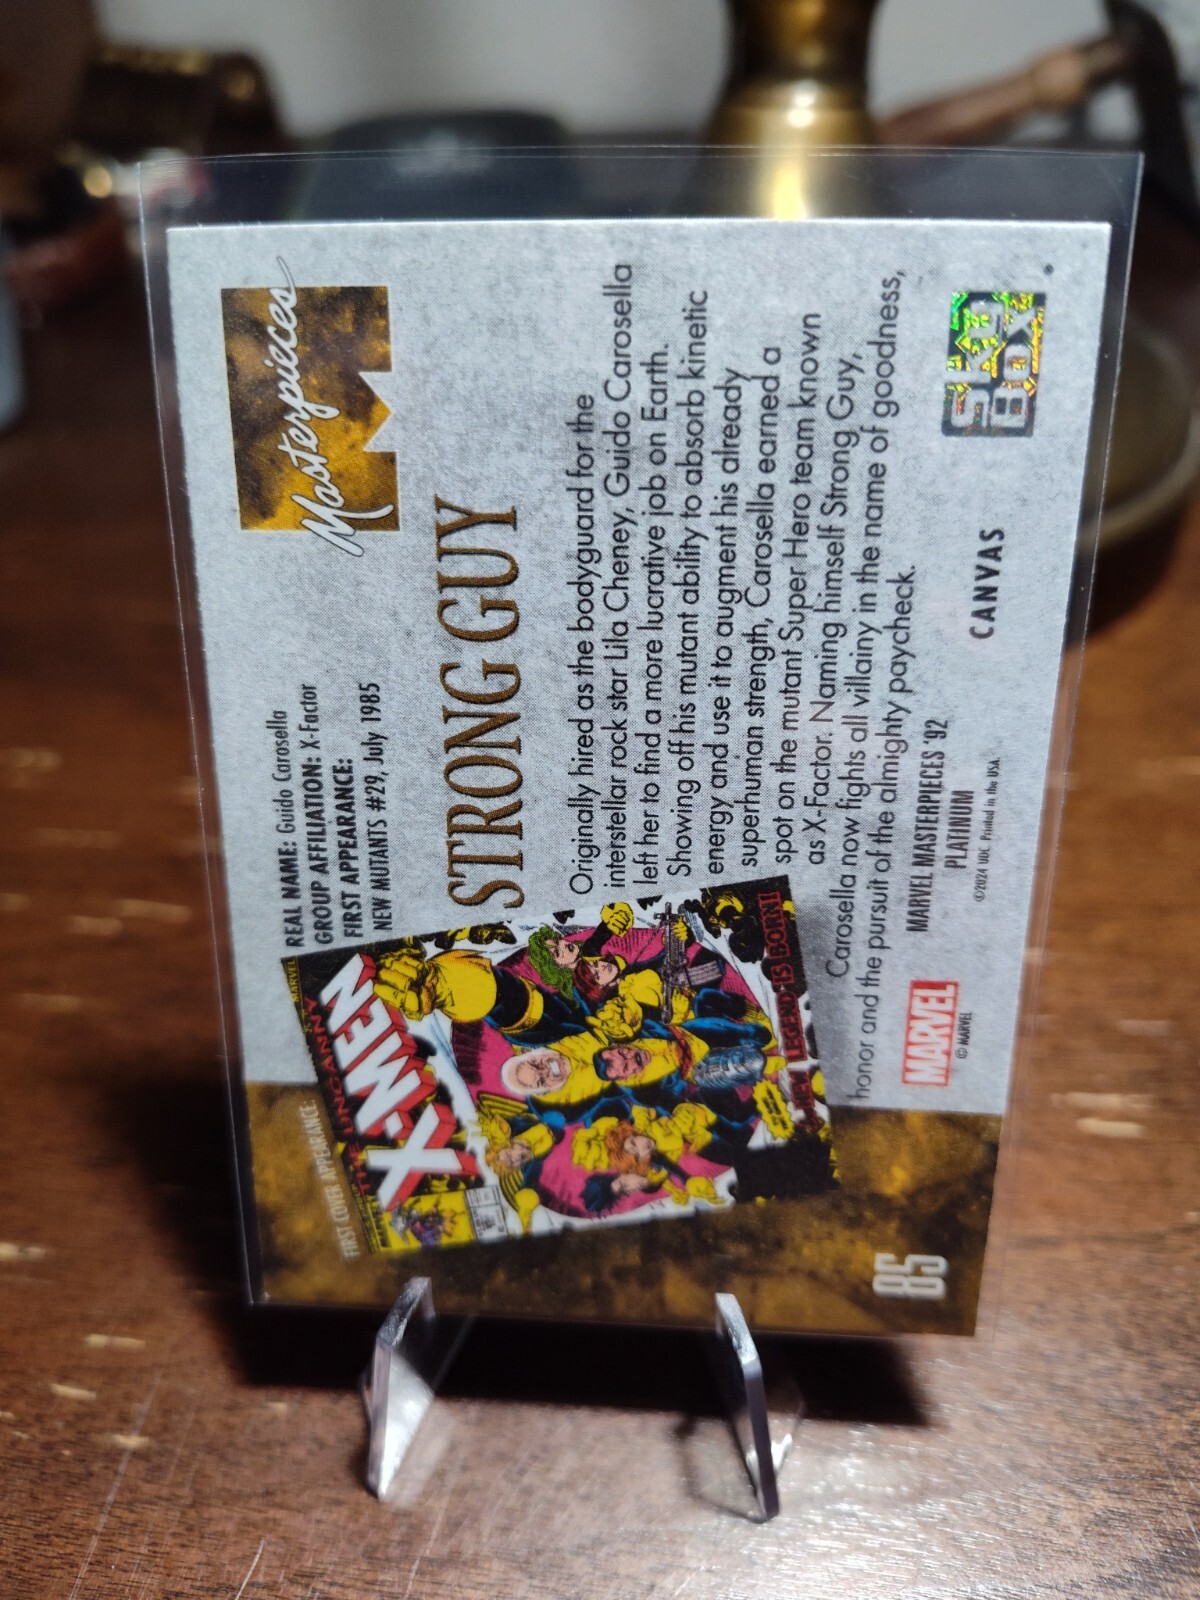 Masterpieces
REAL NAME: Guido Carosella
GROUP AFFILIATION: X-Factor
FIRST APPEARANCE:
NEW MUTANTS #29, July 1985
STRONG GUY
Originally hired as the bodyguard for the
interstellar rock star Lila Cheney, Guido Carosella
left her to find a more lucrative job on Earth.
Showing off his mutant ability to absorb kinetic
energy and use it to augment his already
superhuman strength, Carosella earned a
spot on the mutant Super Hero team known
as X-Factor. Naming himself Strong Guy,
Carosella now fights all villainy in the name of goodness,
honor and the pursuit of the almighty paycheck.
FIRST COVER APPEARANCE:
MARVEL
THE UNCANNY
X-MEN
A NEW LEGEND IS BORN!
MARVEL
© MARVEL
MARVEL MASTERPIECES '92
PLATINUM
©2024 UDC. Printed in the USA.
CANVAS
SKY
BOX
85